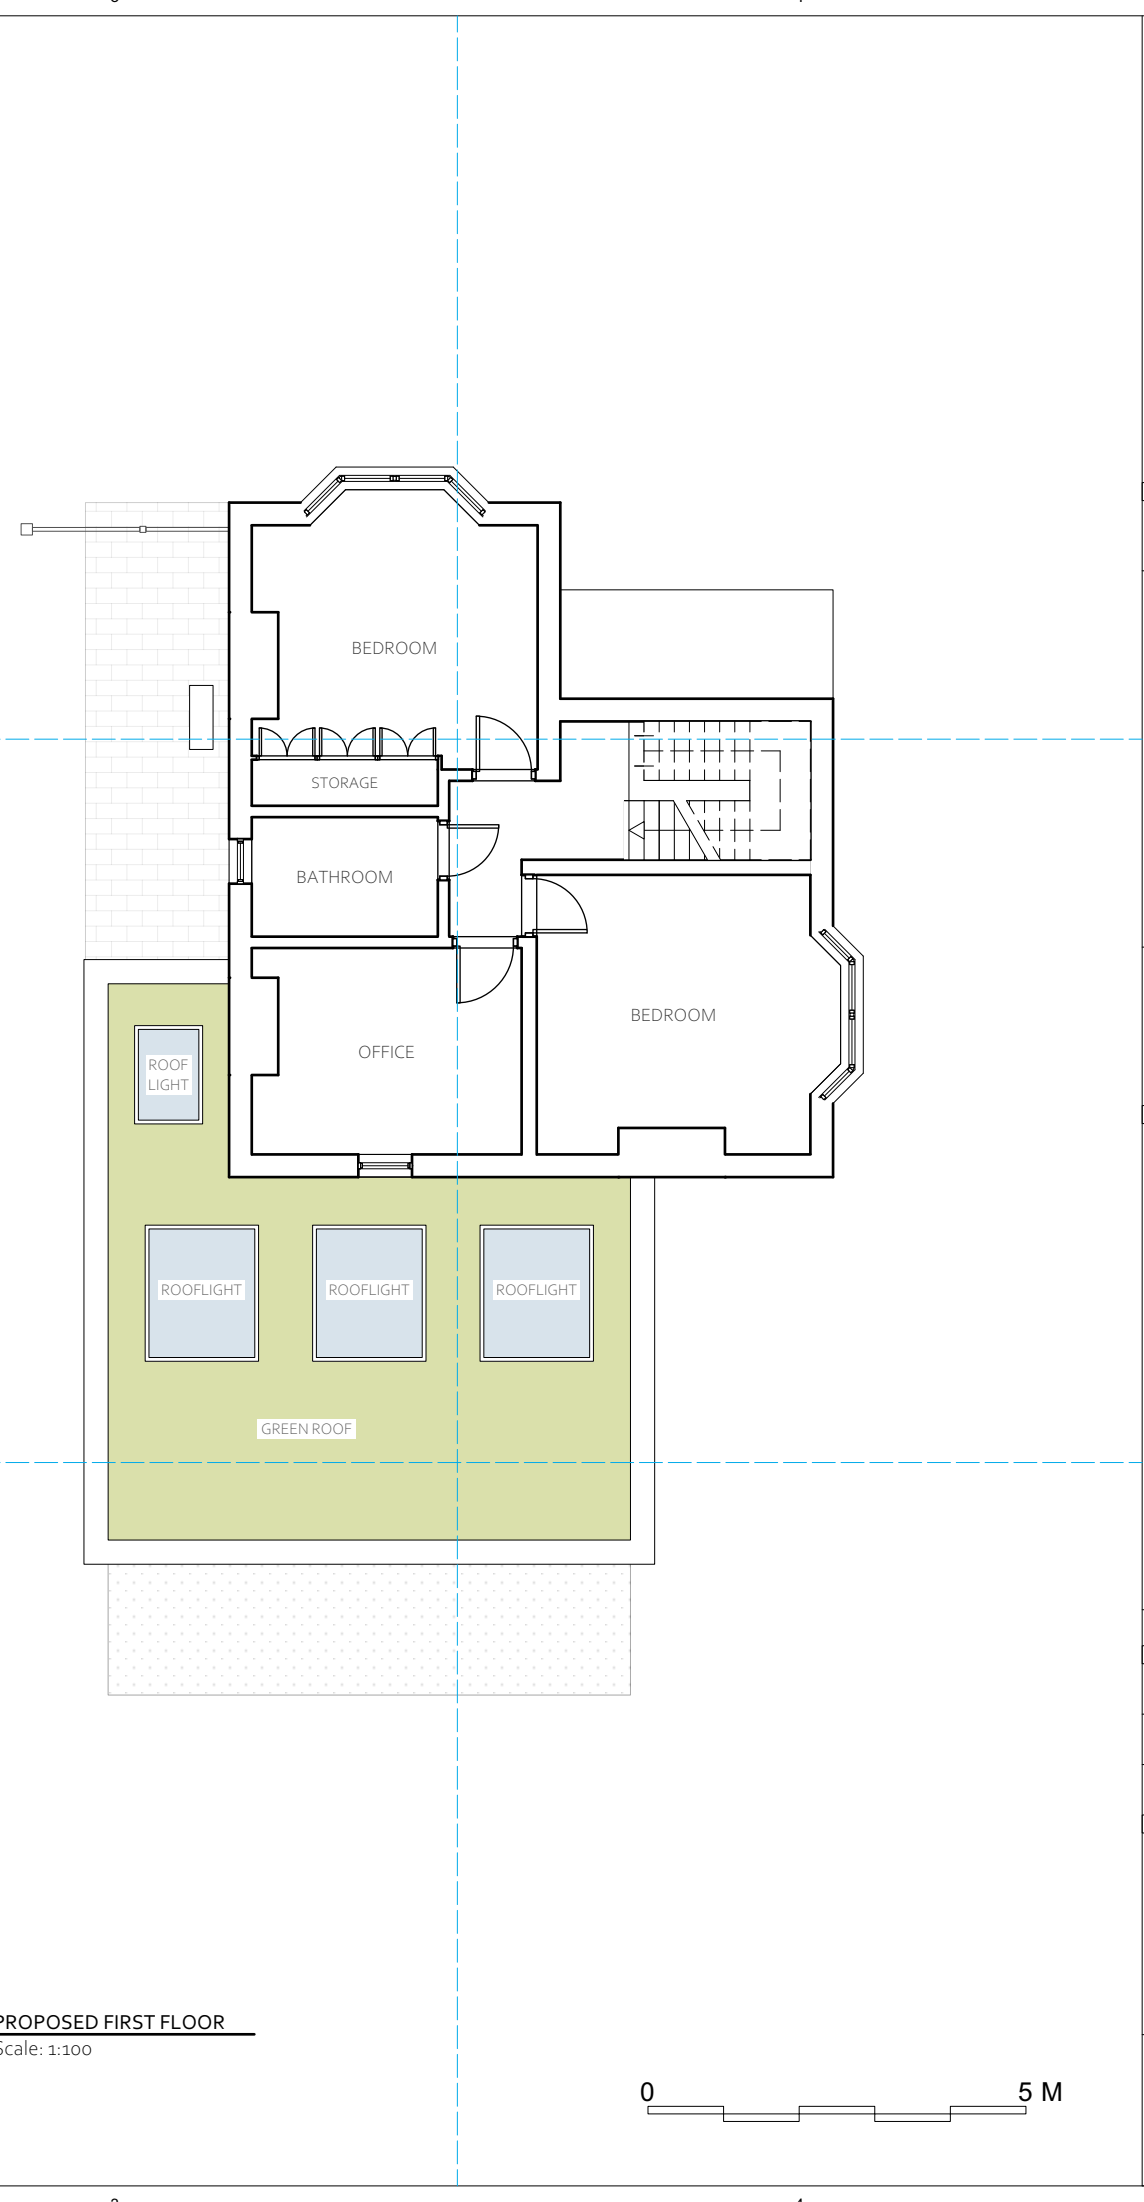 BEDROOM
STORAGE
BATHROOM
BEDROOM
OFFICE
ROOF
LIGHT
ROOFLIGHT
ROOFLIGHT
ROOFLIGHT
GREEN ROOF
PROPOSED FIRST FLOOR
Scale: 1:100
0
5 M